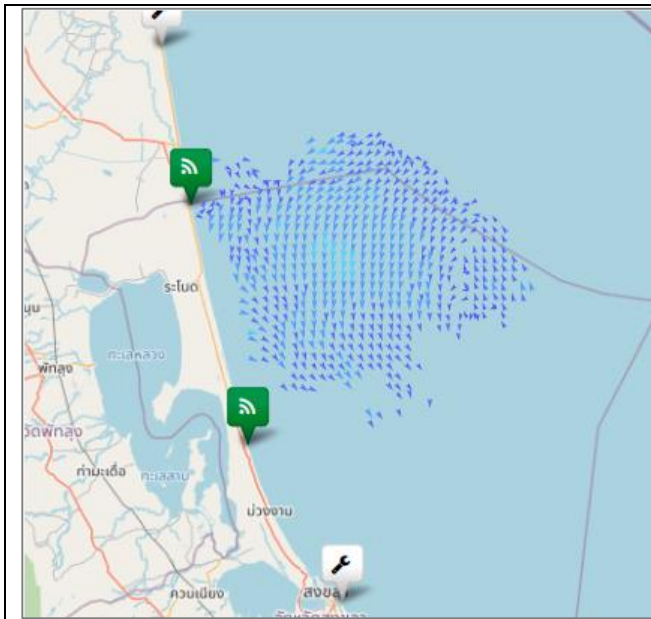 ระโนด
มูน
ทะเลหลวง
พัทลุง
วัดพัทลุง
ท่ามะเดื่อ
ทะเลสาบ
ม่วงงาม
ควนเนียง
สงขลา